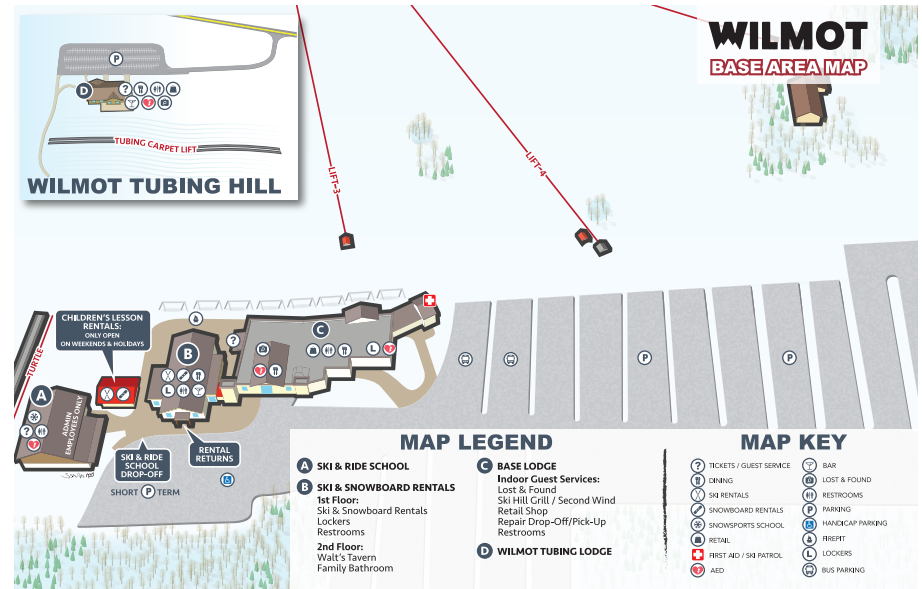 WILMOT
BASE AREA MAP
P
D
?
TUBING CARPET LIFT
WILMOT TUBING HILL
LIFT-3
LIFT-4
CHILDREN'S LESSON
RENTALS:
ONLY OPEN
ON WEEKENDS & HOLIDAYS
TURTLE
A
?
ADMIN
EMPLOYEES ONLY
B
L
?
C
L
P
P
SKI & RIDE
SCHOOL
DROP-OFF
RENTAL
RETURNS
SHORT P TERM
MAP LEGEND
A SKI & RIDE SCHOOL
B SKI & SNOWBOARD RENTALS
1st Floor:
Ski & Snowboard Rentals
Lockers
Restrooms
2nd Floor:
Walt's Tavern
Family Bathroom
C BASE LODGE
Indoor Guest Services:
Lost & Found
Ski Hill Grill / Second Wind
Retail Shop
Repair Drop-Off/Pick-Up
Restrooms
D WILMOT TUBING LODGE
MAP KEY
? TICKETS / GUEST SERVICE
DINING
SKI RENTALS
SNOWBOARD RENTALS
SNOWSPORTS SCHOOL
RETAIL
FIRST AID / SKI PATROL
AED
BAR
LOST & FOUND
RESTROOMS
P PARKING
HANDICAP PARKING
FIREPIT
L LOCKERS
BUS PARKING